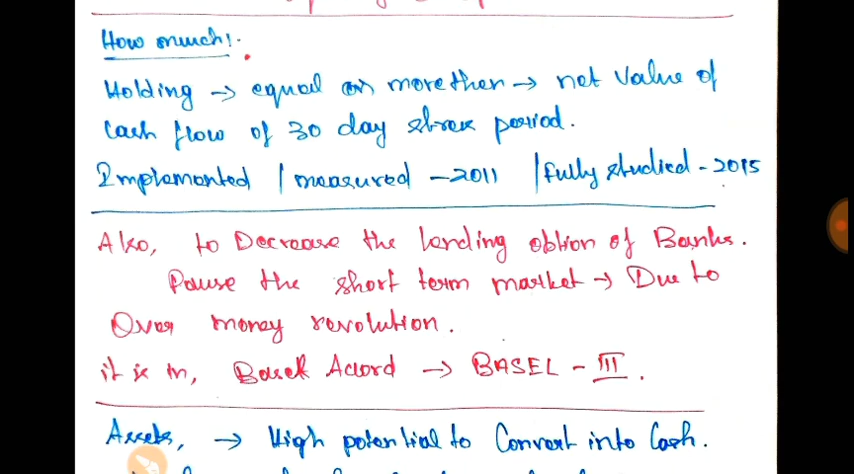 How much!.
Holding → equal or more then → net value of
Cash flow of 30 day stress period.
Implemented | measured - 2011 | fully studied - 2015
Also, to Decrease the lending obtion of Banks.
Pause the short term market → Due to
Over money revolution.
it is in, Basel Accord → BASEL - III.
Assets, → High potential to Convert into Cash.